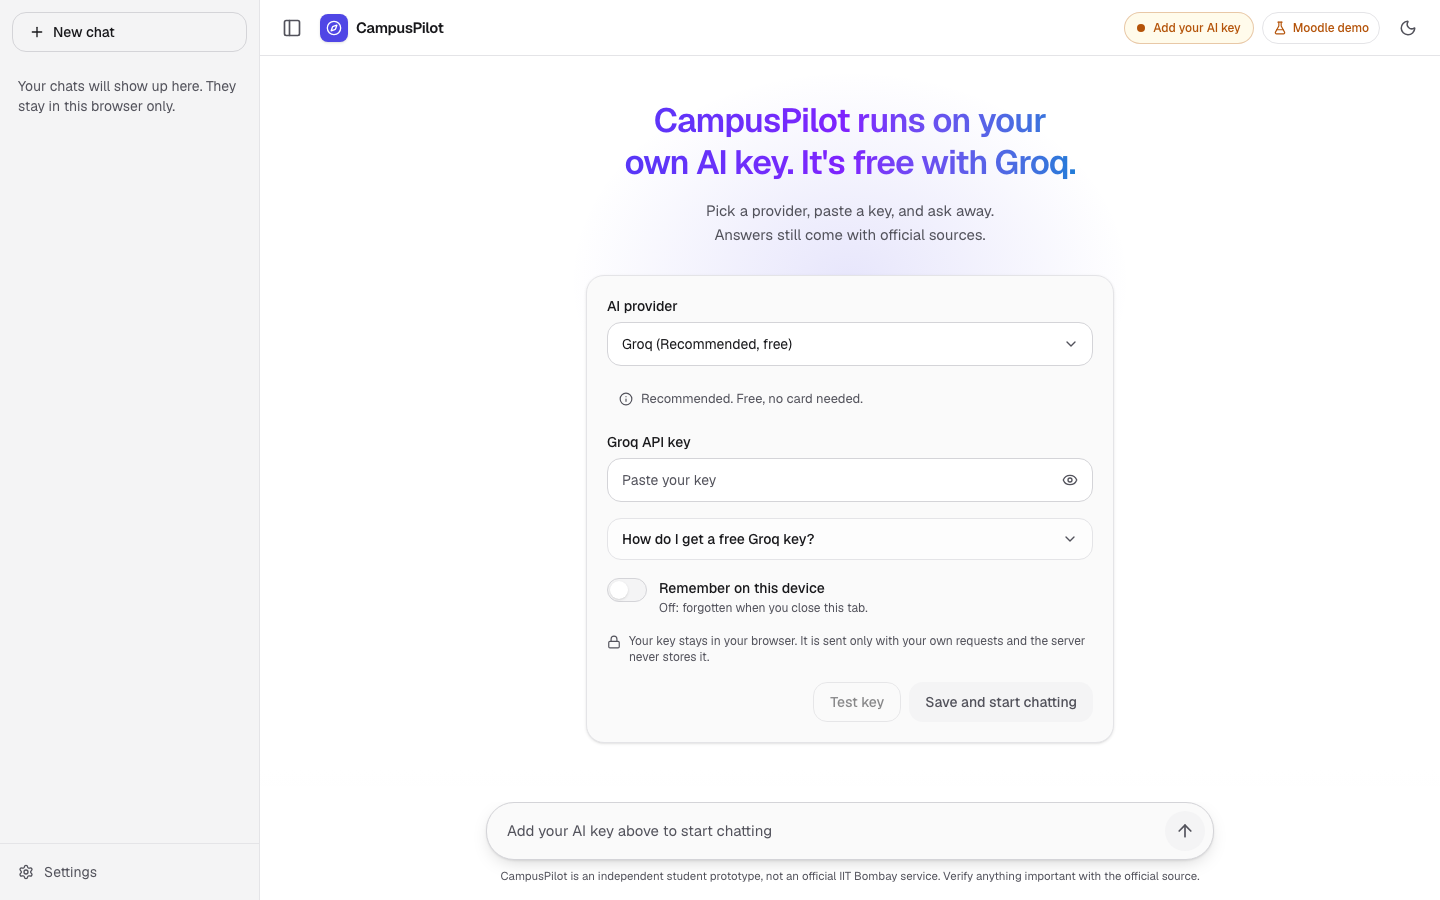 New chat
Your chats will show up here. They
stay in this browser only.
Settings
CampusPilot
Add your AI key
Moodle demo
CampusPilot runs on your
own AI key. It's free with Groq.
Pick a provider, paste a key, and ask away.
Answers still come with official sources.
AI provider
Groq (Recommended, free)
Recommended. Free, no card needed.
Groq API key
Paste your key
How do I get a free Groq key?
Remember on this device
Off: forgotten when you close this tab.
Your key stays in your browser. It is sent only with your own requests and the server
never stores it.
Test key
Save and start chatting
Add your AI key above to start chatting
CampusPilot is an independent student prototype, not an official IIT Bombay service. Verify anything important with the official source.